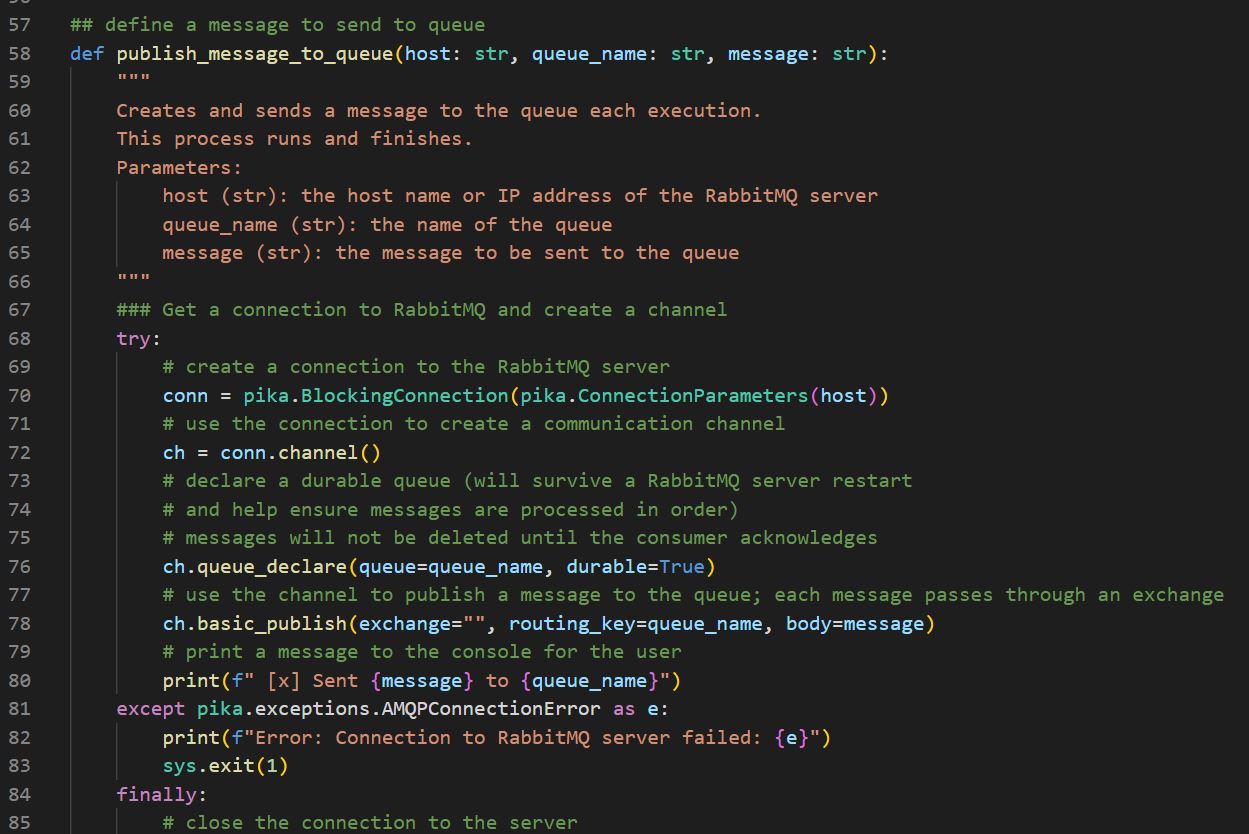 57 ## define a message to send to queue
58 def publish_message_to_queue(host: str, queue_name: str, message: str):
59 """
60 Creates and sends a message to the queue each execution.
61 This process runs and finishes.
62 Parameters:
63 host (str): the host name or IP address of the RabbitMQ server
64 queue_name (str): the name of the queue
65 message (str): the message to be sent to the queue
66 """
67 ### Get a connection to RabbitMQ and create a channel
68 try:
69 # create a connection to the RabbitMQ server
70 conn = pika.BlockingConnection(pika.ConnectionParameters(host))
71 # use the connection to create a communication channel
72 ch = conn.channel()
73 # declare a durable queue (will survive a RabbitMQ server restart
74 # and help ensure messages are processed in order)
75 # messages will not be deleted until the consumer acknowledges
76 ch.queue_declare(queue=queue_name, durable=True)
77 # use the channel to publish a message to the queue; each message passes through an exchange
78 ch.basic_publish(exchange="", routing_key=queue_name, body=message)
79 # print a message to the console for the user
80 print(f" [x] Sent {message} to {queue_name}")
81 except pika.exceptions.AMQPConnectionError as e:
82 print(f"Error: Connection to RabbitMQ server failed: {e}")
83 sys.exit(1)
84 finally:
85 # close the connection to the server